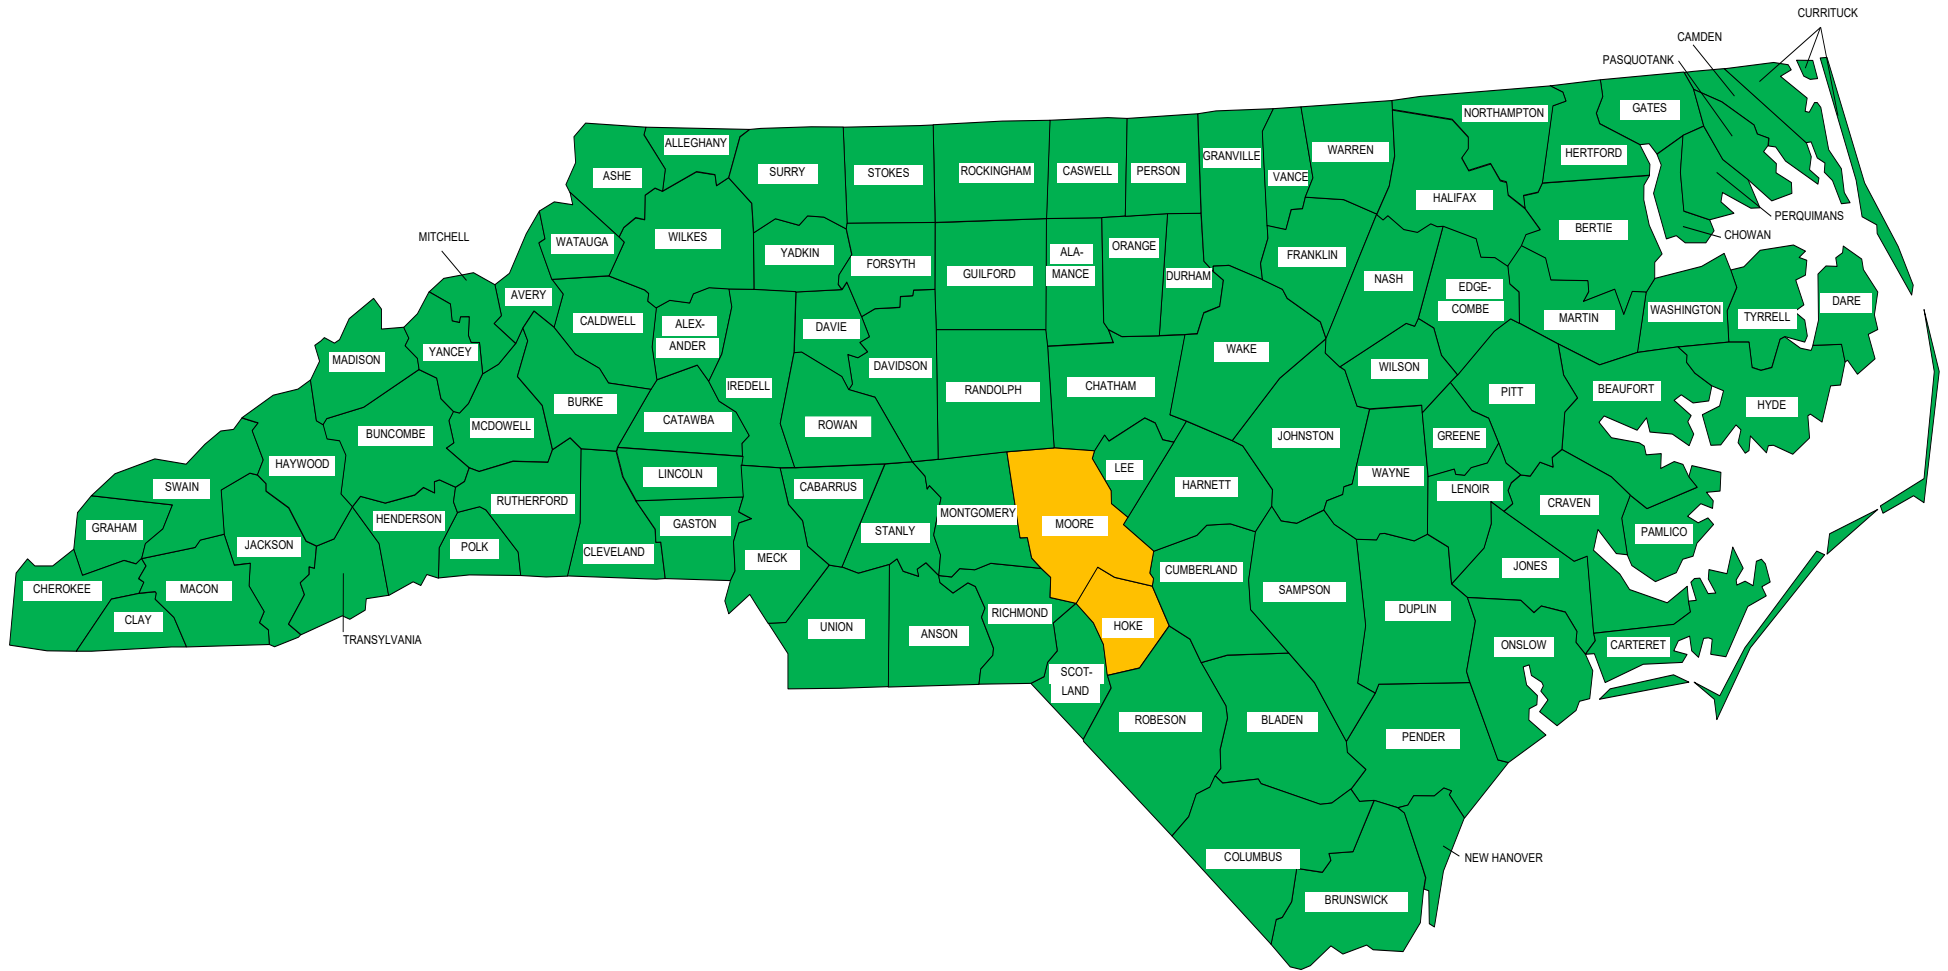 CURRITUCK
CAMDEN
PASQUOTANK
GATES
NORTHAMPTON
ALLEGHANY
WARREN
HERTFORD
GRANVILLE
SURRY
STOKES
ROCKINGHAM
CASWELL
PERSON
ASHE
VANCE
HALIFAX
PERQUIMANS
BERTIE
CHOWAN
MITCHELL
WATAUGA
WILKES
YADKIN
FORSYTH
GUILFORD
ALA-
MANCE
ORANGE
DURHAM
FRANKLIN
NASH
EDGE-
COMBE
MARTIN
WASHINGTON
TYRRELL
DARE
AVERY
CALDWELL
ALEX-
ANDER
DAVIE
MADISON
YANCEY
IREDELL
DAVIDSON
RANDOLPH
CHATHAM
WAKE
WILSON
PITT
BEAUFORT
HYDE
BURKE
BUNCOMBE
MCDOWELL
CATAWBA
ROWAN
JOHNSTON
GREENE
HAYWOOD
SWAIN
LINCOLN
CABARRUS
LEE
HARNETT
WAYNE
LENOIR
CRAVEN
RUTHERFORD
GRAHAM
HENDERSON
GASTON
STANLY
MONTGOMERY
MOORE
PAMLICO
JACKSON
POLK
CLEVELAND
MECK
CUMBERLAND
JONES
CHEROKEE
MACON
SAMPSON
DUPLIN
CLAY
TRANSYLVANIA
UNION
ANSON
RICHMOND
HOKE
ONSLOW
CARTERET
SCOT-
LAND
ROBESON
BLADEN
PENDER
COLUMBUS
NEW HANOVER
BRUNSWICK